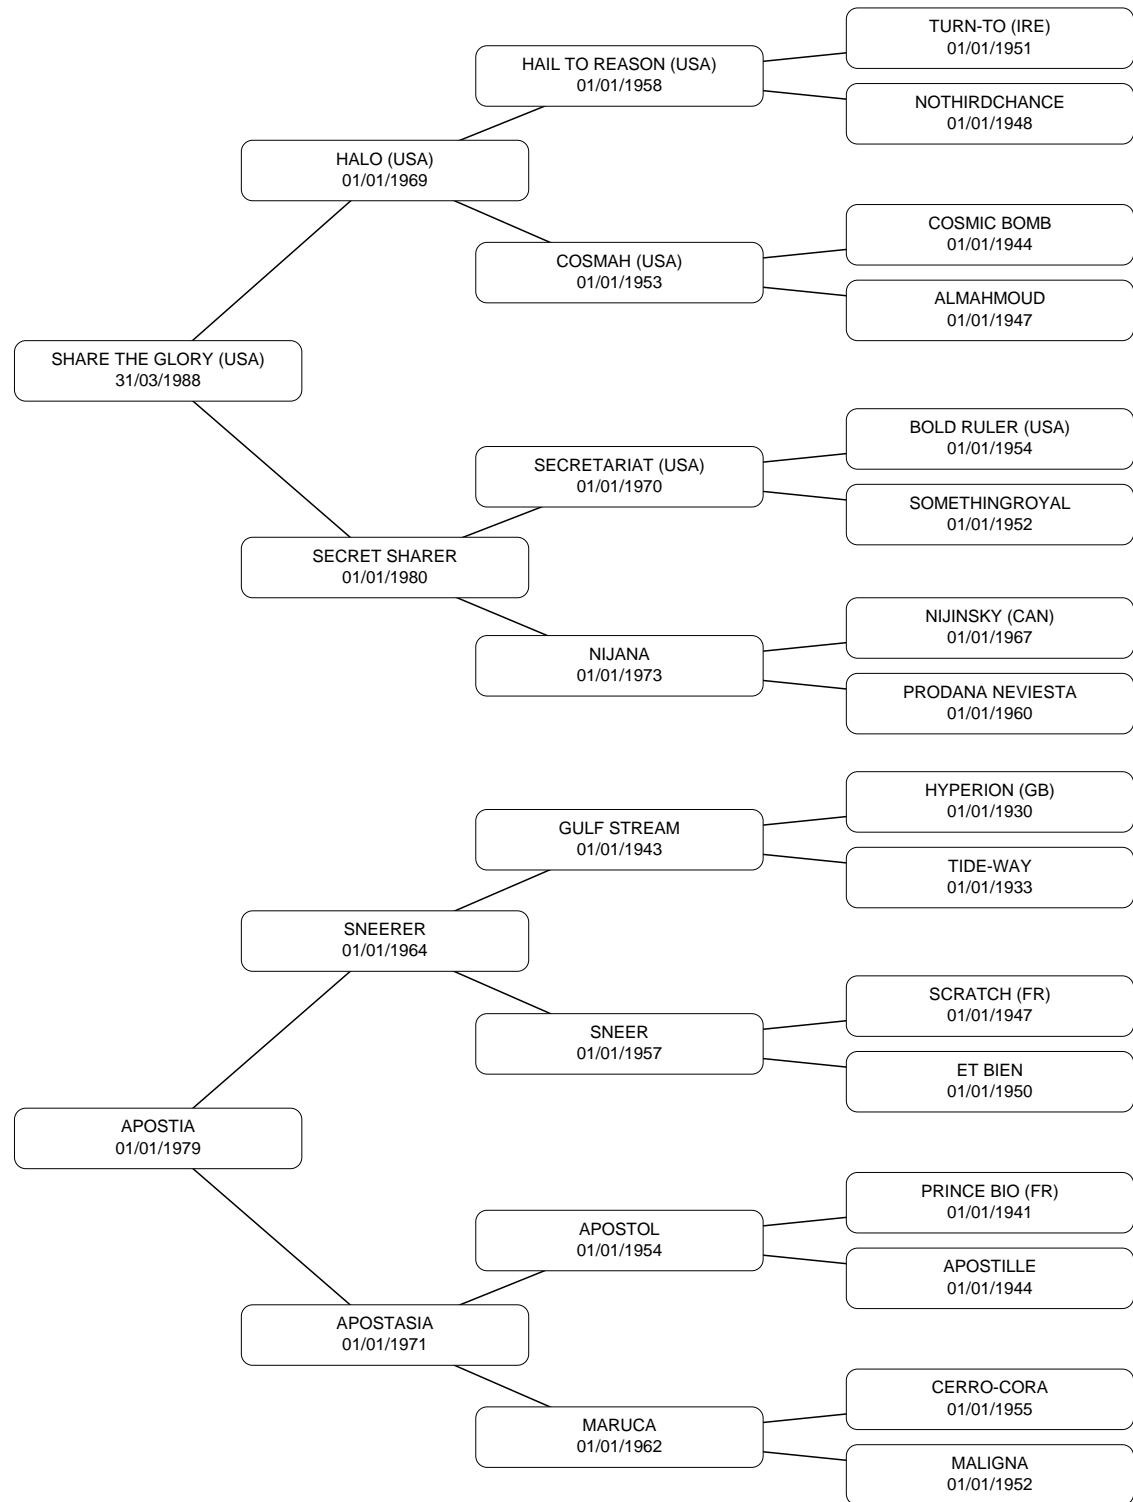 TURN-TO (IRE)
01/01/1951
HAIL TO REASON (USA)
01/01/1958
NOTHIRDCHANCE
01/01/1948
HALO (USA)
01/01/1969
COSMIC BOMB
01/01/1944
COSMAH (USA)
01/01/1953
ALMAHMOUD
01/01/1947
SHARE THE GLORY (USA)
31/03/1988
BOLD RULER (USA)
01/01/1954
SECRETARIAT (USA)
01/01/1970
SOMETHINGROYAL
01/01/1952
SECRET SHARER
01/01/1980
NIJINSKY (CAN)
01/01/1967
NIJANA
01/01/1973
PRODANA NEVIESTA
01/01/1960
HYPERION (GB)
01/01/1930
GULF STREAM
01/01/1943
TIDE-WAY
01/01/1933
SNEERER
01/01/1964
SCRATCH (FR)
01/01/1947
SNEER
01/01/1957
ET BIEN
01/01/1950
APOSTIA
01/01/1979
PRINCE BIO (FR)
01/01/1941
APOSTOL
01/01/1954
APOSTILLE
01/01/1944
APOSTASIA
01/01/1971
CERRO-CORA
01/01/1955
MARUCA
01/01/1962
MALIGNA
01/01/1952